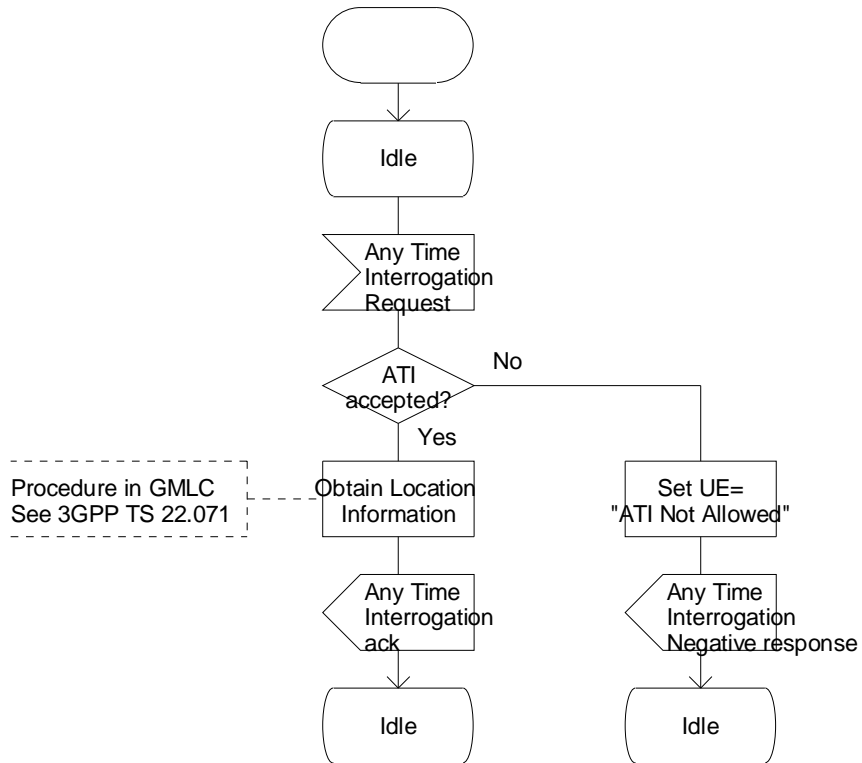 Idle
Any Time
Interrogation
Request
ATI
accepted?
No
Yes
Procedure in GMLC
See 3GPP TS 22.071
Obtain Location
Information
Set UE=
"ATI Not Allowed"
Any Time
Interrogation
ack
Any Time
Interrogation
Negative response
Idle
Idle